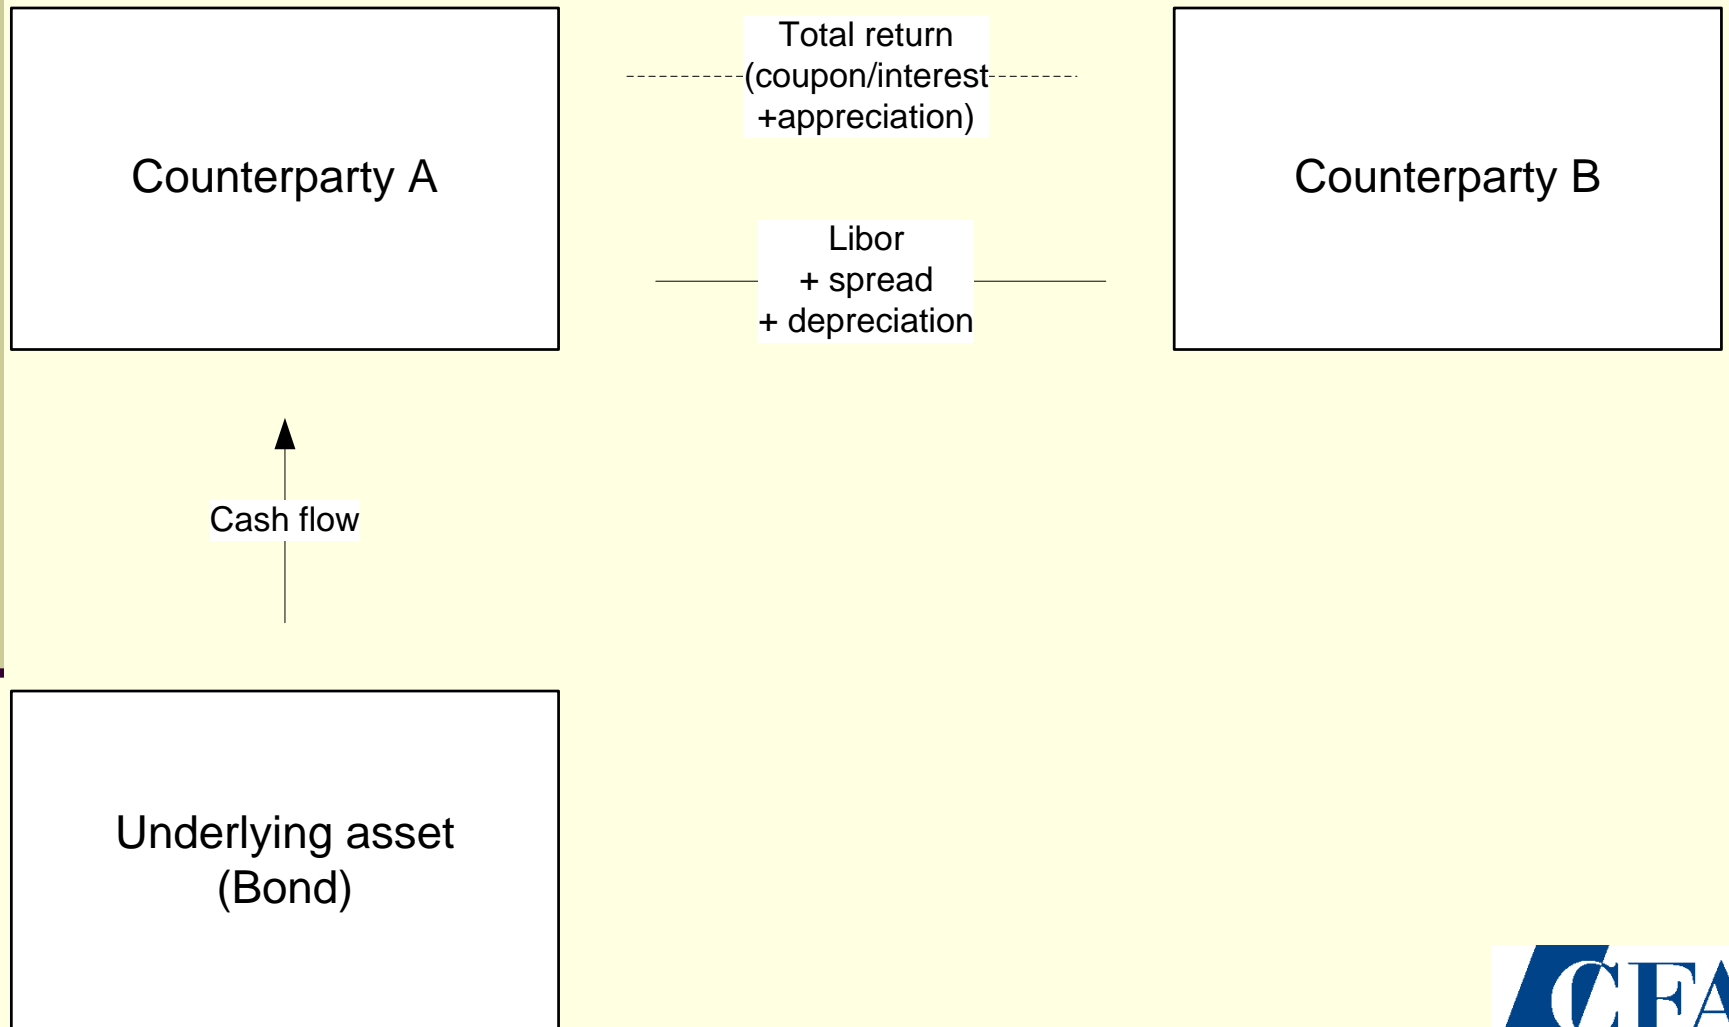 Total return
(coupon/interest
+appreciation)
Counterparty A
Counterparty B
Libor
+ spread
+ depreciation
Cash flow
Underlying asset
(Bond)
CFA